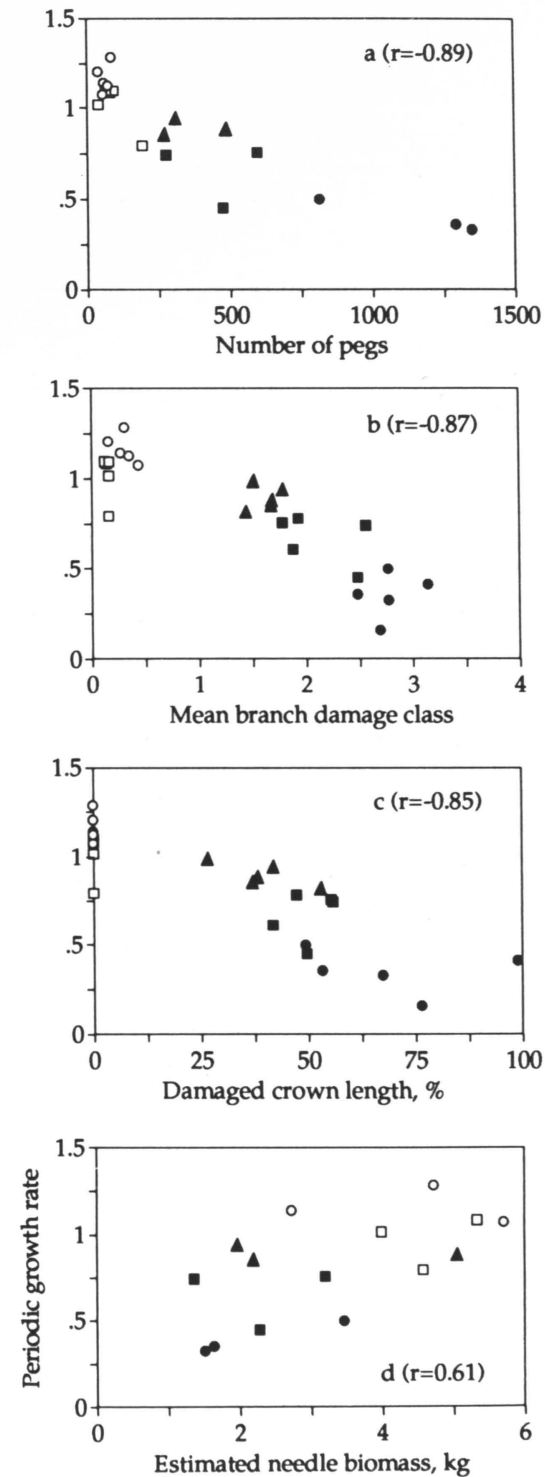 1.5
a (r=-0.89)
1
.5
0
0 500 1000 1500
Number of pegs
1.5
b (r=-0.87)
1
.5
0
0 1 2 3 4
Mean branch damage class
1.5
c (r=-0.85)
1
.5
0
0 25 50 75 100
Damaged crown length, %
1.5
1
.5
d (r=0.61)
0
Periodic growth rate
0 2 4 6
Estimated needle biomass, kg